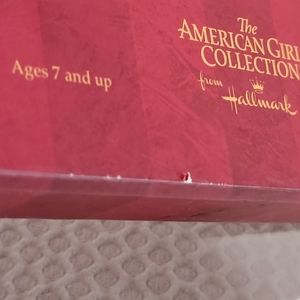 The
AMERICAN GIRL
COLLECTION
from
Hallmark
Ages 7 and up